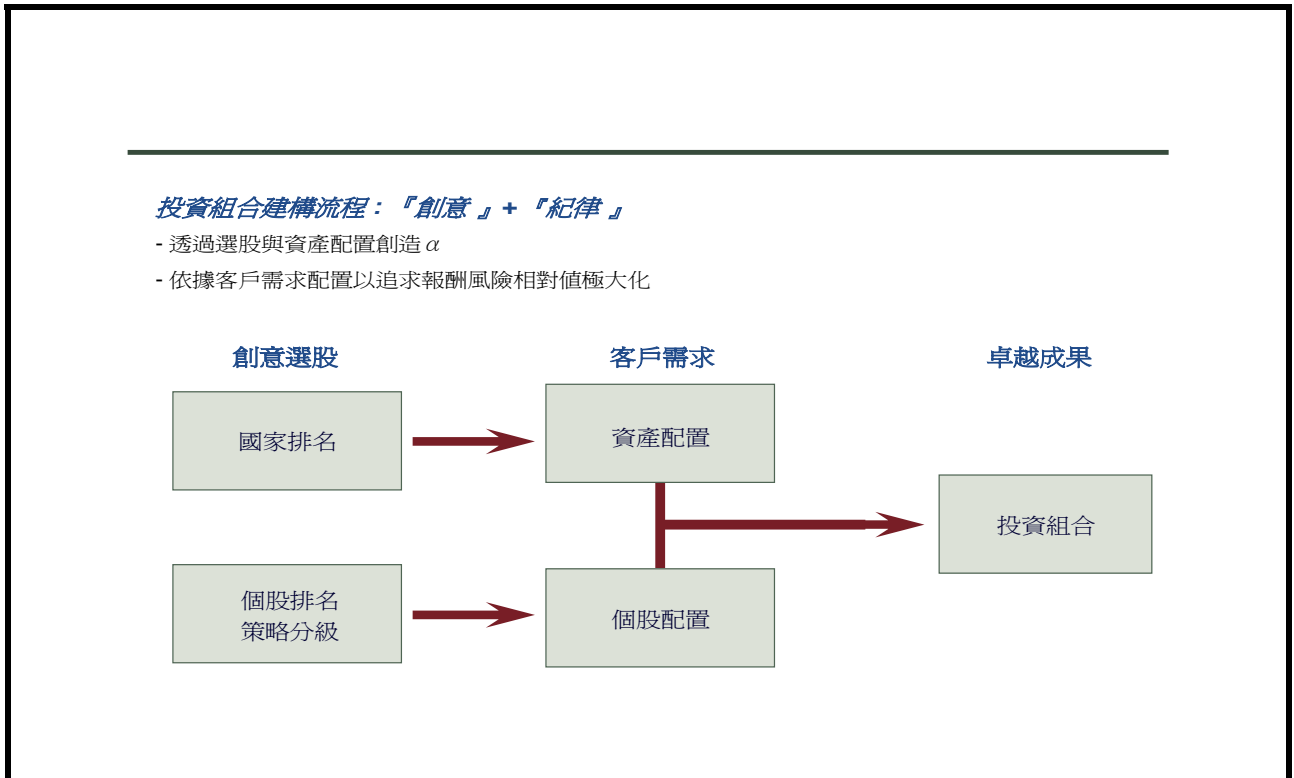 投資組合建構流程:『創意 』+ 『紀律 』
- 透過選股與資產配置創造 α
- 依據客戶需求配置以追求報酬風險相對值極大化
創意選股
客戶需求
卓越成果
國家排名
資產配置
投資組合
個股排名
策略分級
個股配置